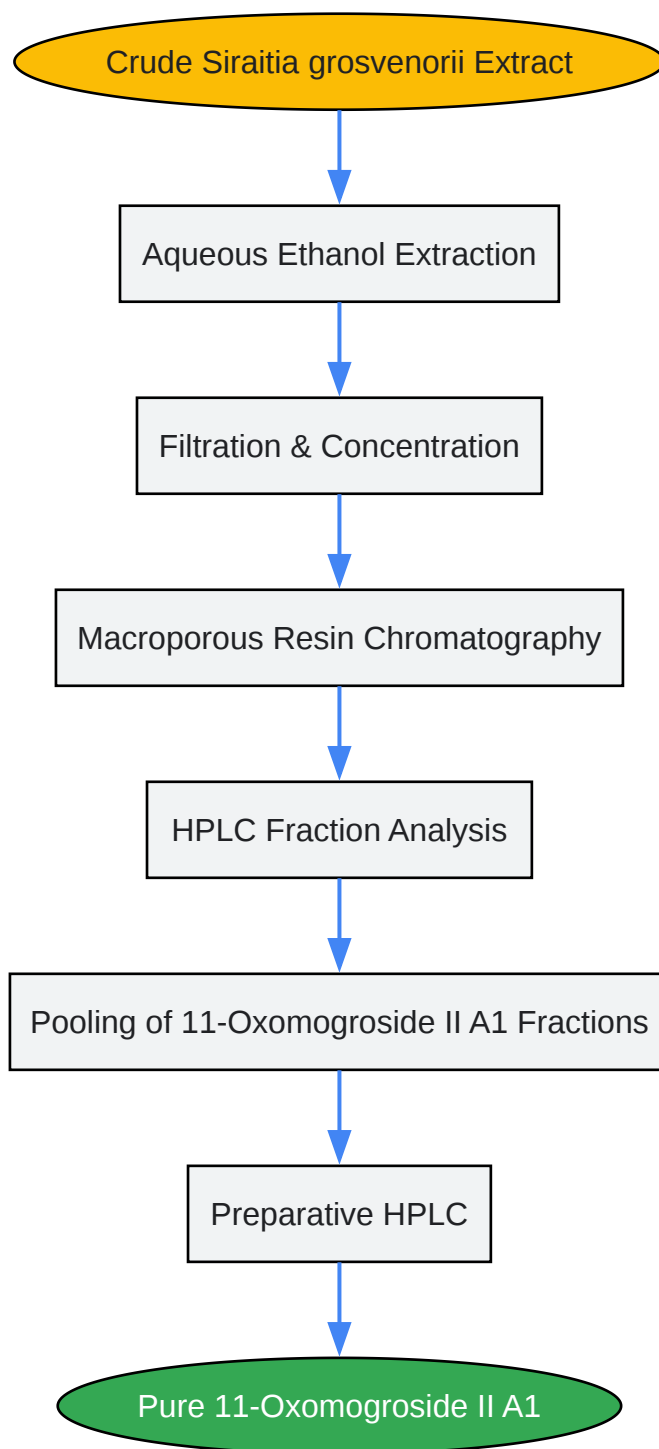 Crude Siraitia grosvenorii Extract
Aqueous Ethanol Extraction
Filtration & Concentration
Macroporous Resin Chromatography
HPLC Fraction Analysis
Pooling of 11-Oxomogroside II A1 Fractions
Preparative HPLC
Pure 11-Oxomogroside II A1